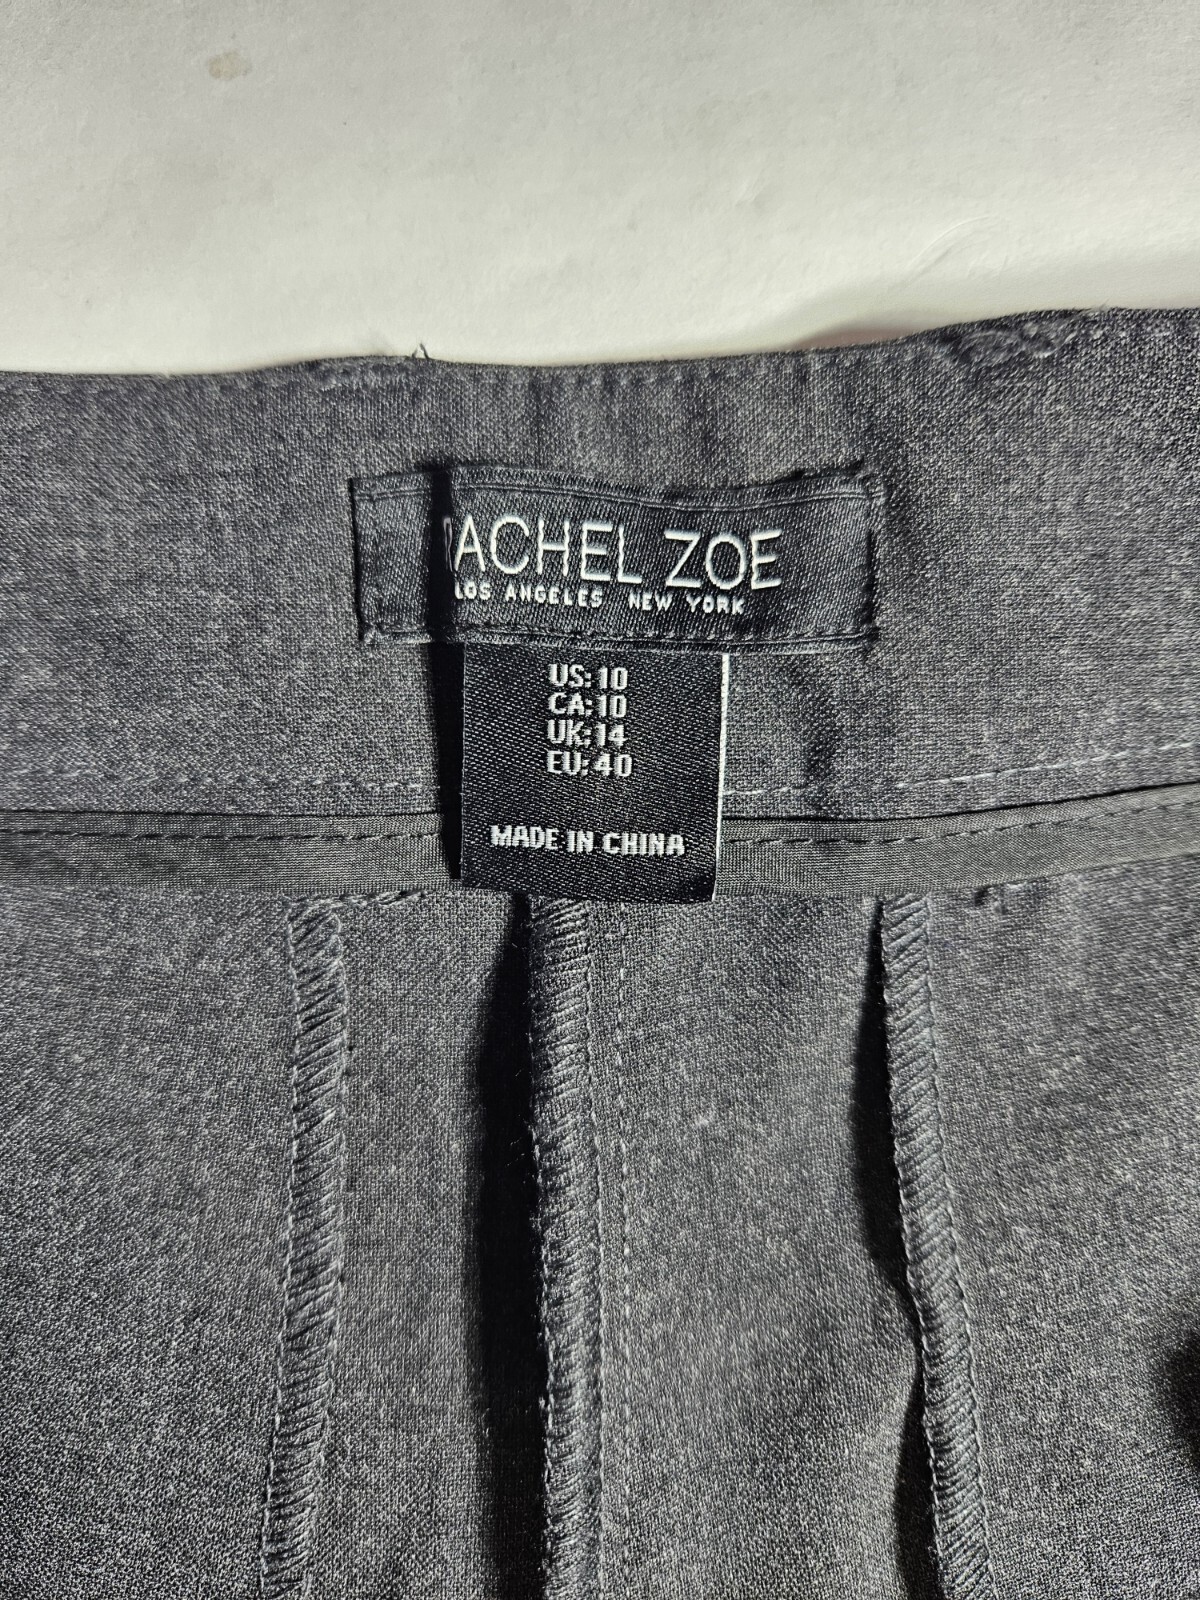 RACHEL ZOE
LOS ANGELES NEW YORK
US: 10
CA: 10
UK: 14
EU: 40
MADE IN CHINA